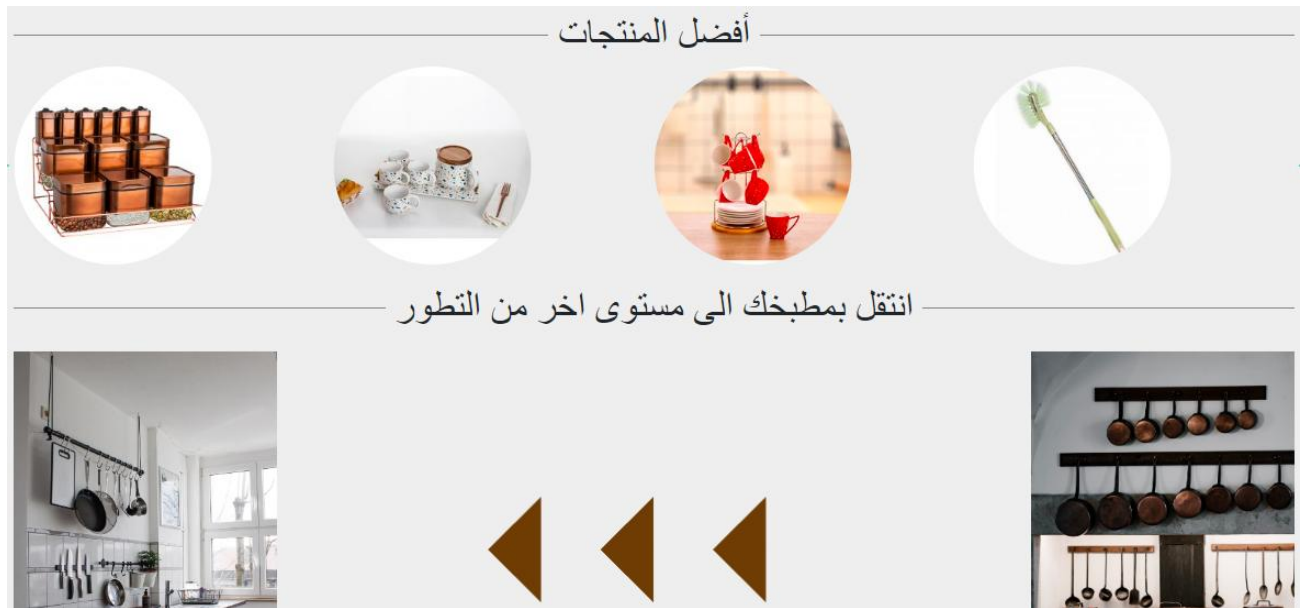 أفضل المنتجات
انتقل بمطبخك الى مستوى اخر من التطور